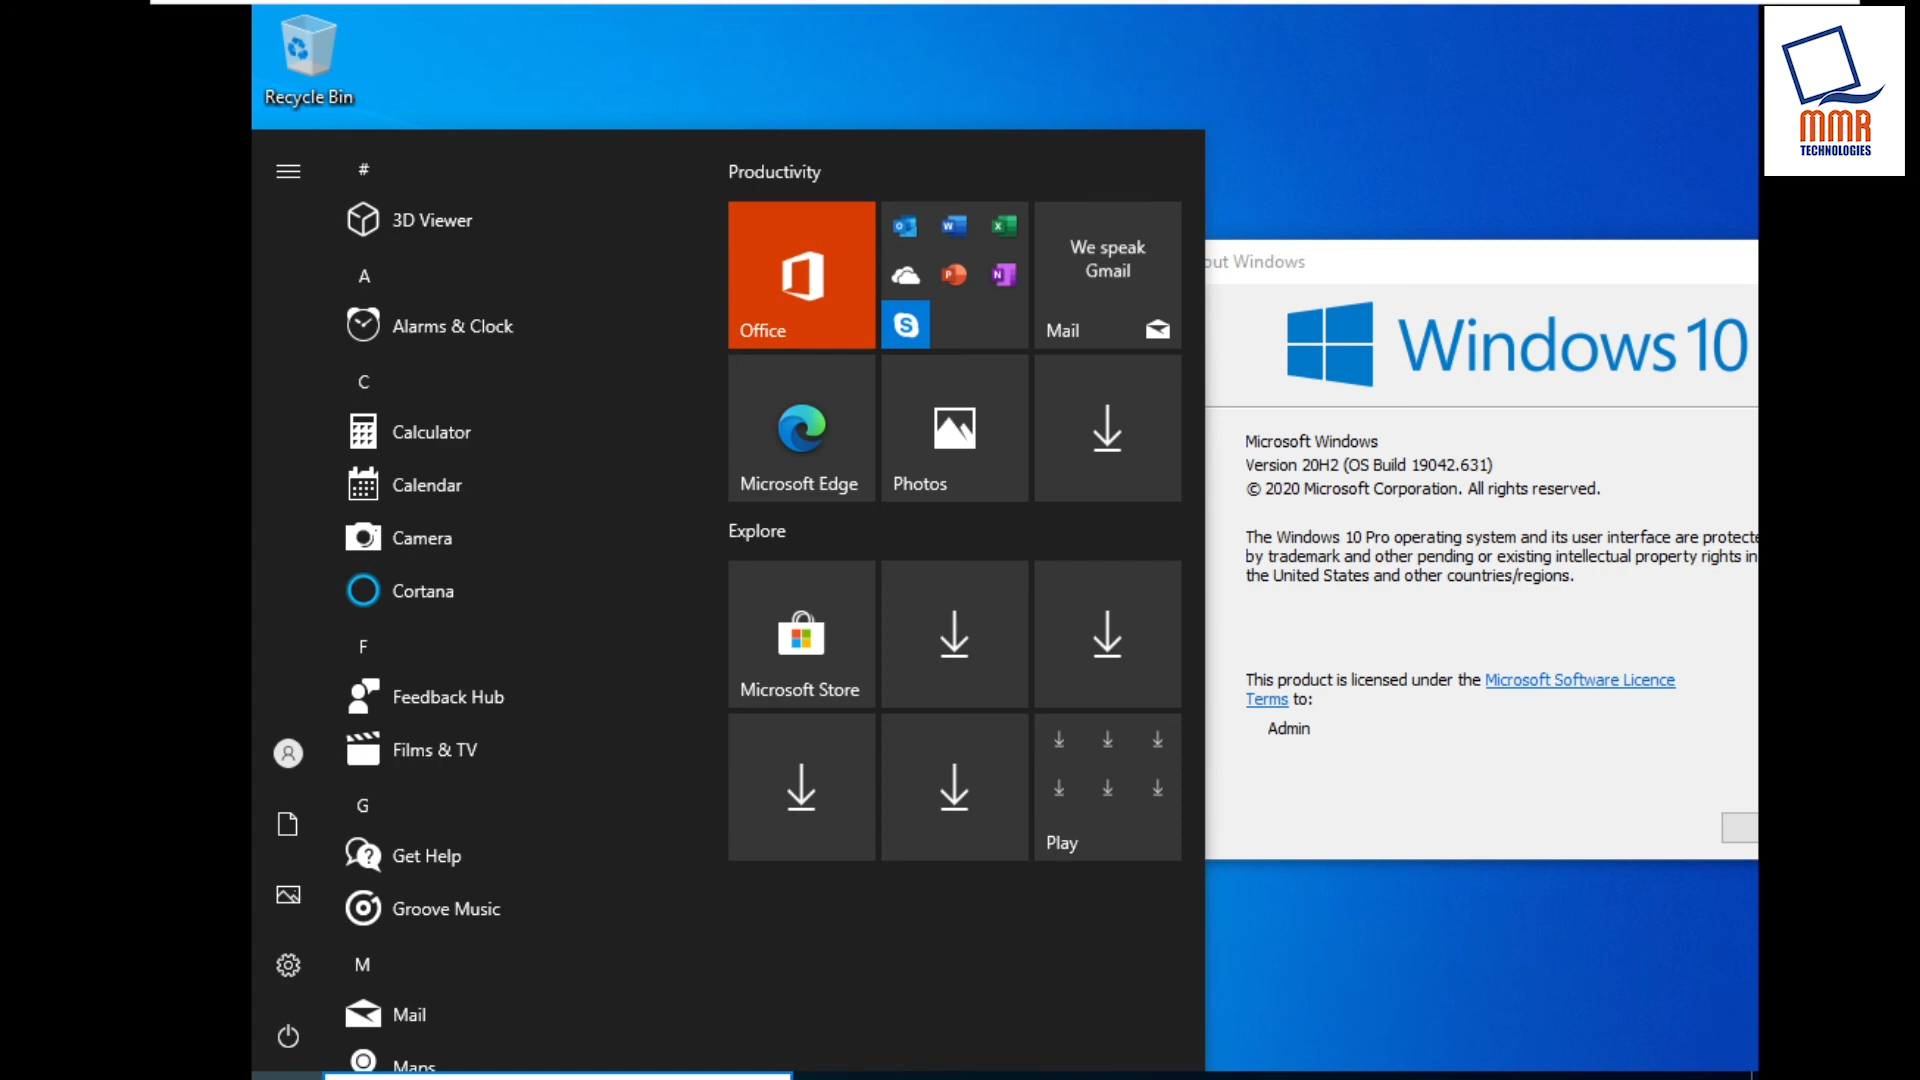 Recycle Bin
MMR
TECHNOLOGIES
#
3D Viewer
A
Alarms & Clock
C
Calculator
Calendar
Camera
Cortana
F
Feedback Hub
Films & TV
G
Get Help
Groove Music
M
Mail
Maps
Productivity
Office
We speak
Gmail
Mail
Microsoft Edge
Photos
Explore
Microsoft Store
Play
out Windows
Windows 10
Microsoft Windows
Version 20H2 (OS Build 19042.631)
© 2020 Microsoft Corporation. All rights reserved.
The Windows 10 Pro operating system and its user interface are protecte
by trademark and other pending or existing intellectual property rights in
the United States and other countries/regions.
This product is licensed under the Microsoft Software Licence
Terms to:
Admin